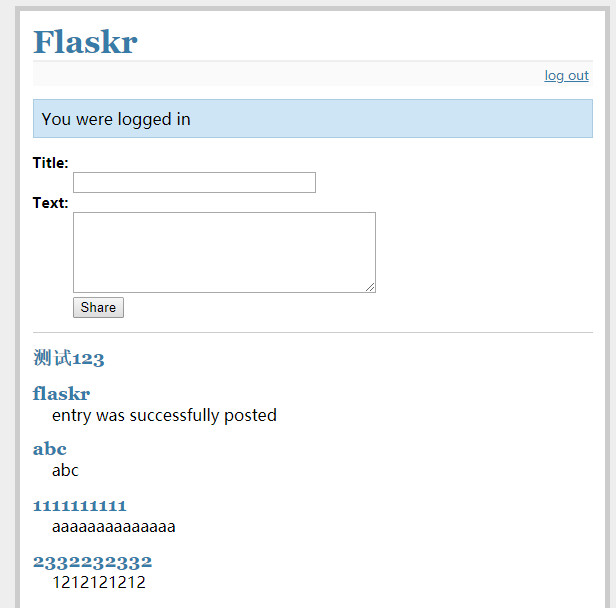 Flaskr
log out
You were logged in
Title:
Text:
Share
测试123
flaskr
entry was successfully posted
abc
abc
1111111111
aaaaaaaaaaaaaa
2332232332
1212121212